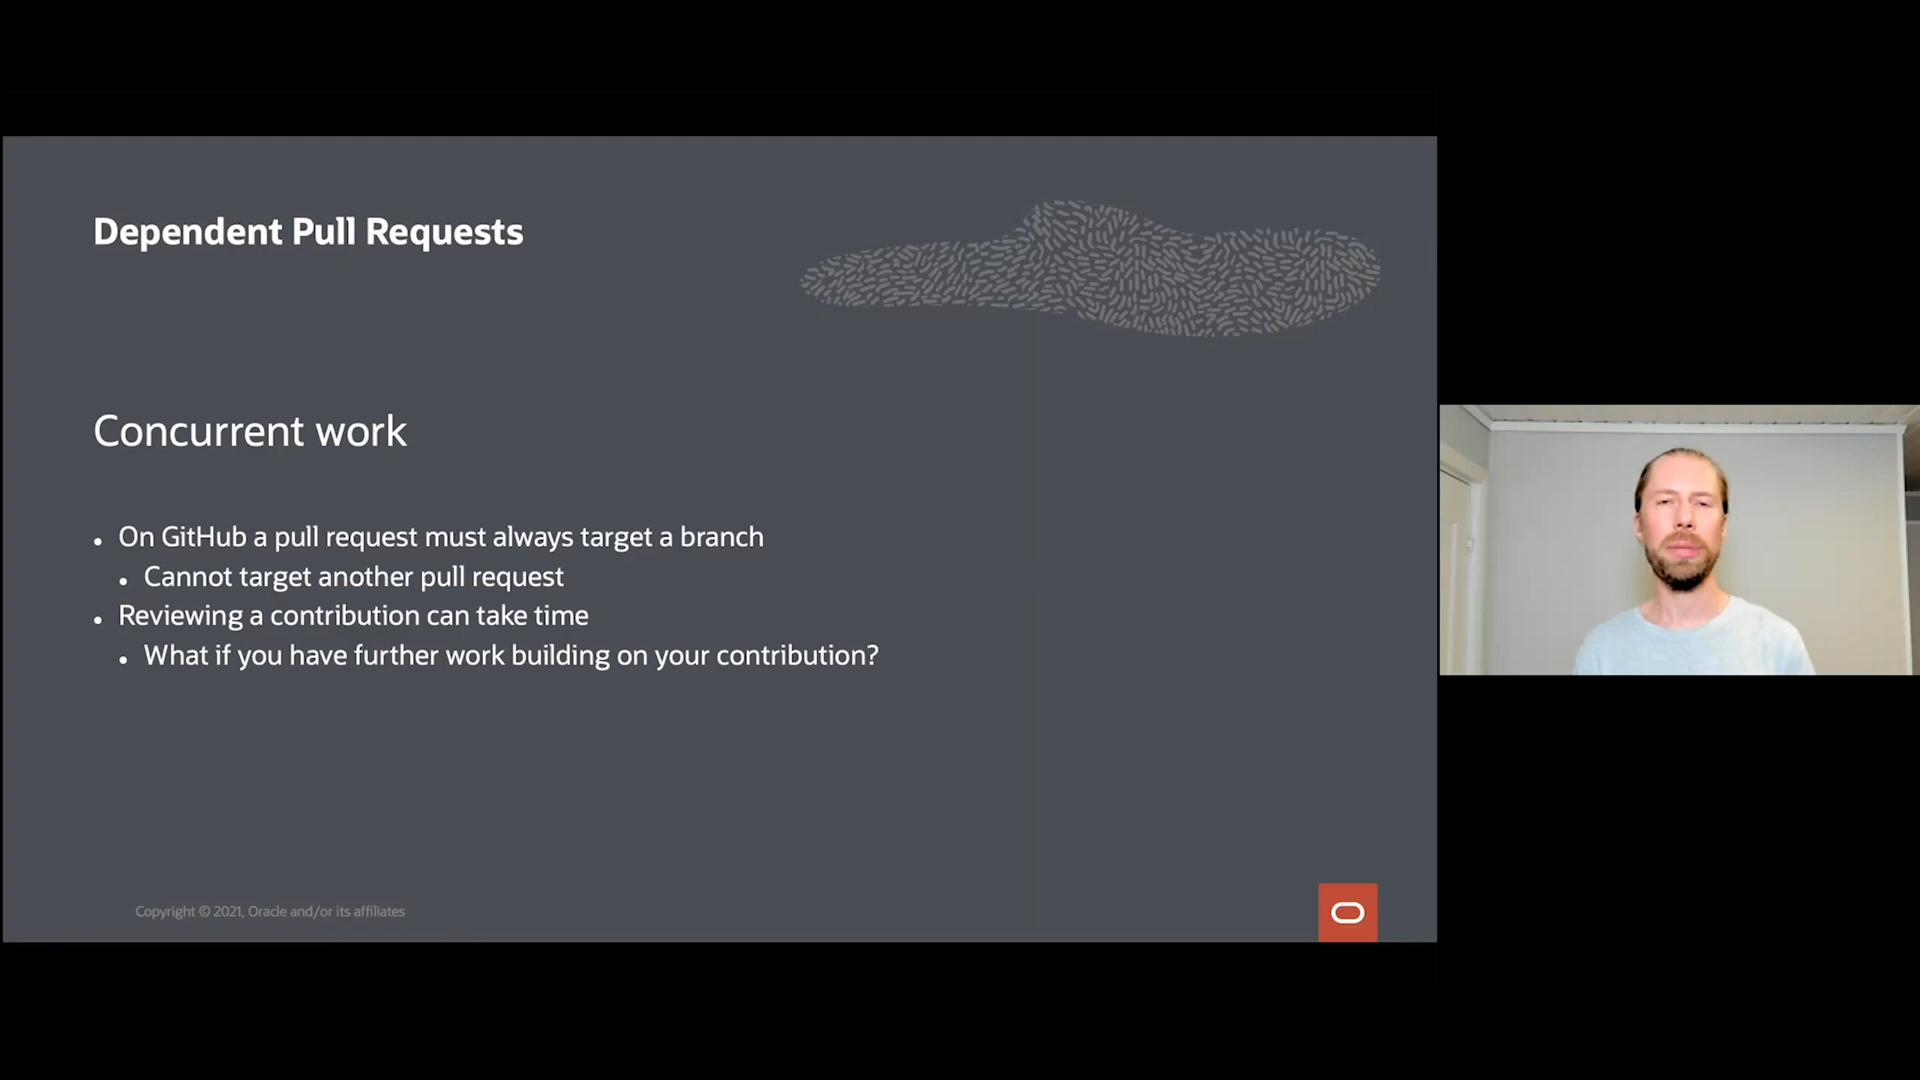 Dependent Pull Requests
Concurrent work
• On GitHub a pull request must always target a branch
• Cannot target another pull request
• Reviewing a contribution can take time
• What if you have further work building on your contribution?
Copyright © 2021, Oracle and/or its affiliates